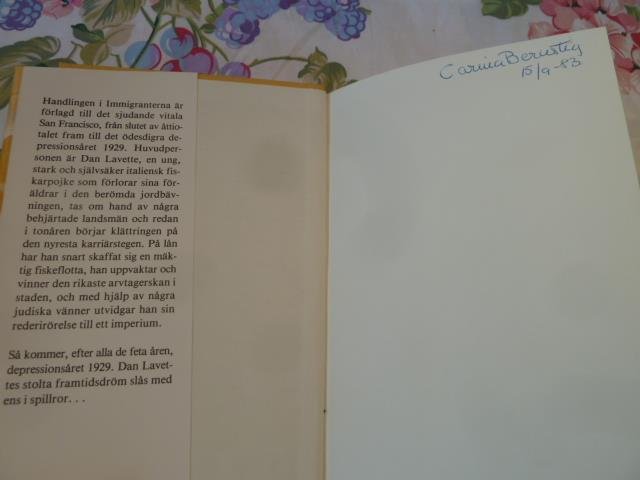 Handlingen i Immigranterna är
förlagd till det sjudande vitala
San Francisco, från slutet av åttio-
talet fram till det ödesdigra de-
pressionsåret 1929. Huvudper-
sonen är Dan Lavette, en ung,
stark och självsäker italiensk fis-
karpojke som förlorar sina för-
äldrar i den berömda jordbäv-
ningen, tas om hand av några
behjärtade landsmän och redan
i tonåren börjar klättringen på
den nyresta karriärstegen. På lån
har han snart skaffat sig en mäk-
tig fiskeflotta, han uppvaktar och
vinner den rikaste arvtagerskan i
staden, och med hjälp av några
judiska vänner utvidgar han sin
rederirörelse till ett imperium.
Så kommer, efter alla de feta åren,
depressionsåret 1929. Dan Lavet-
tes stolta framtidsdröm slås med
ens i spillror. . .
Carina Bernstig
15/9-83